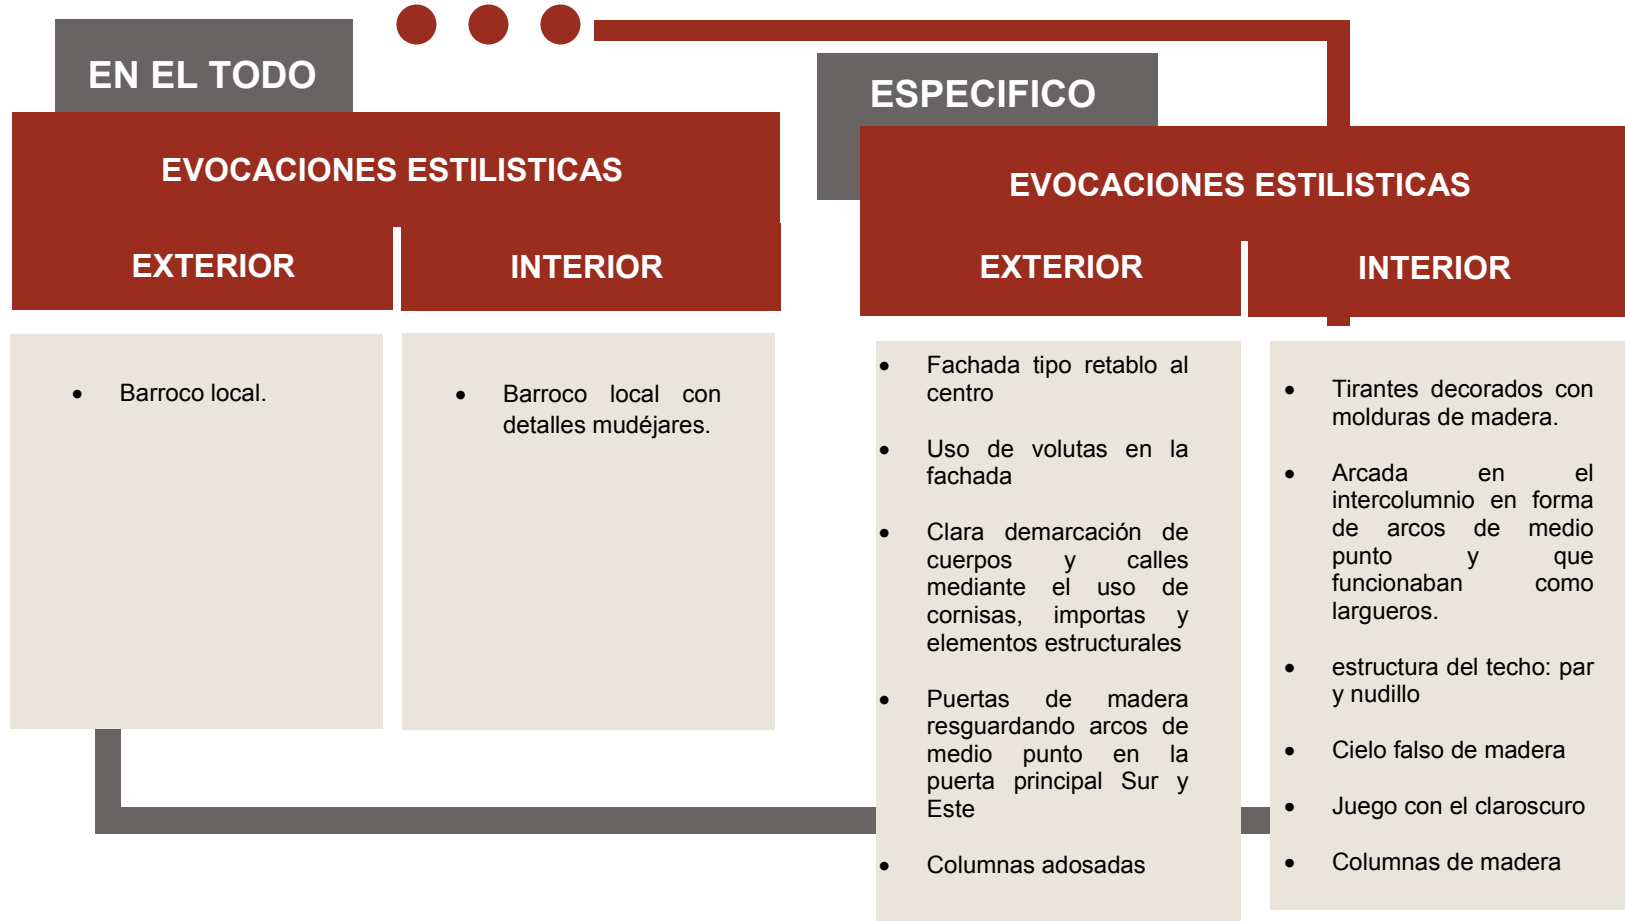 EN EL TODO
EVOCACIONES ESTILISTICAS
EXTERIOR
INTERIOR
• Barroco local.
• Barroco local con
detalles mudéjares.
ESPECIFICO
EVOCACIONES ESTILISTICAS
EXTERIOR
INTERIOR
• Fachada tipo retablo al
centro
• Uso de volutas en la
fachada
• Clara demarcación de
cuerpos y calles
mediante el uso de
cornisas, importas y
elementos estructurales
• Puertas de madera
resguardando arcos de
medio punto en la
puerta principal Sur y
Este
• Columnas adosadas
• Tirantes decorados con
molduras de madera.
• Arcada en el
intercolumnio en forma
de arcos de medio
punto y que
funcionaban como
largueros.
• estructura del techo: par
y nudillo
• Cielo falso de madera
• Juego con el claroscuro
• Columnas de madera